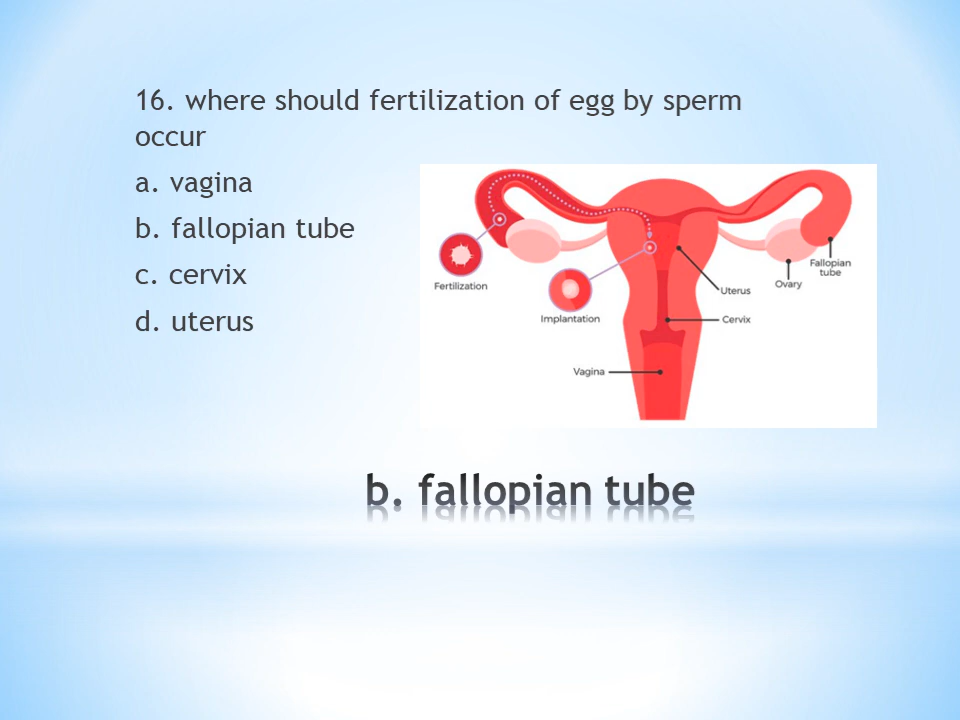 16. where should fertilization of egg by sperm
occur
a. vagina
b. fallopian tube
c. cervix
d. uterus
Fertilization
Implantation
Uterus
Ovary
Fallopian
tube
Cervix
Vagina
b. fallopian tube